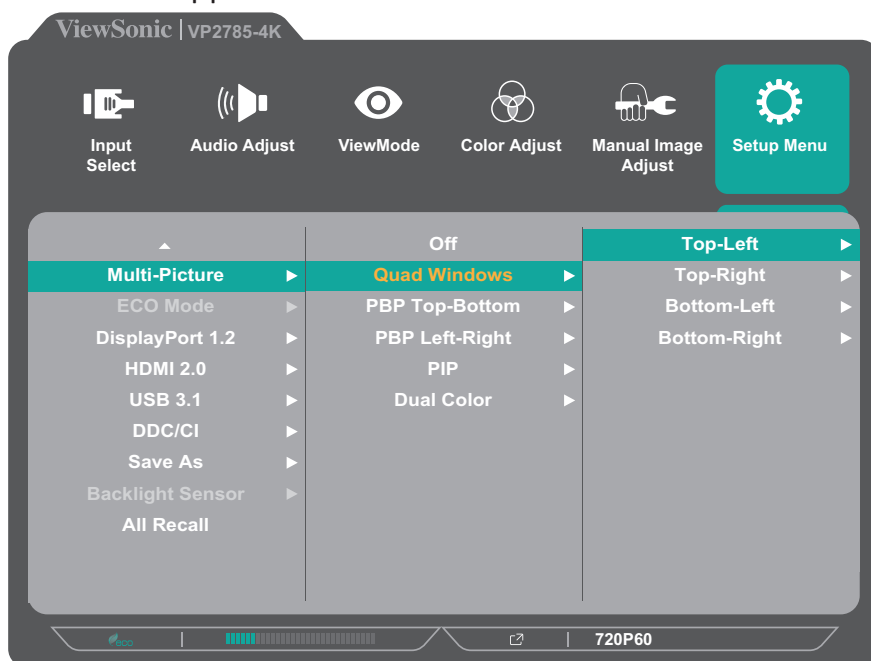 ViewSonic | VP2785-4K
Input Select
Audio Adjust
ViewMode
Color Adjust
Manual Image Adjust
Setup Menu
Multi-Picture
ECO Mode
DisplayPort 1.2
HDMI 2.0
USB 3.1
DDC/CI
Save As
Backlight Sensor
All Recall
Off
Quad Windows
PBP Top-Bottom
PBP Left-Right
PIP
Dual Color
Top-Left
Top-Right
Bottom-Left
Bottom-Right
eco
720P60